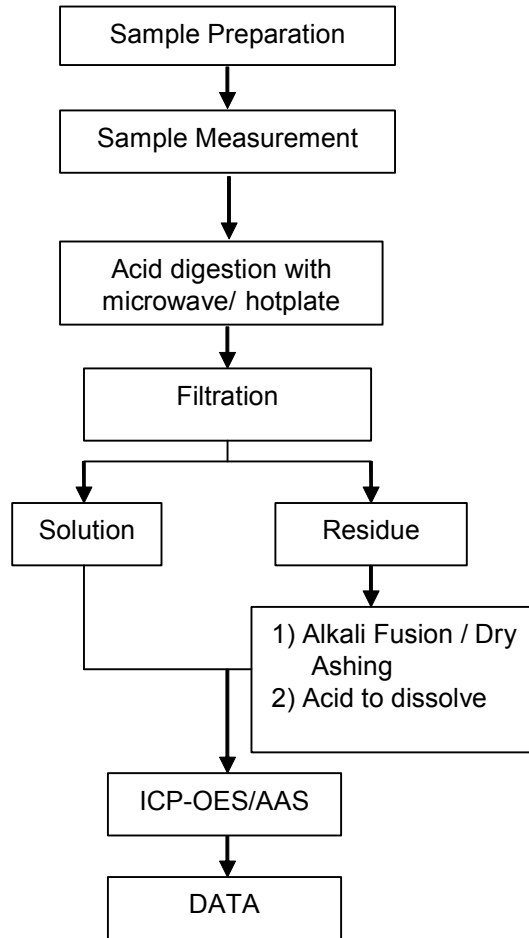 Sample Preparation
Sample Measurement
Acid digestion with
microwave/ hotplate
Filtration
Solution
Residue
1) Alkali Fusion / Dry
Ashing
2) Acid to dissolve
ICP-OES/AAS
DATA